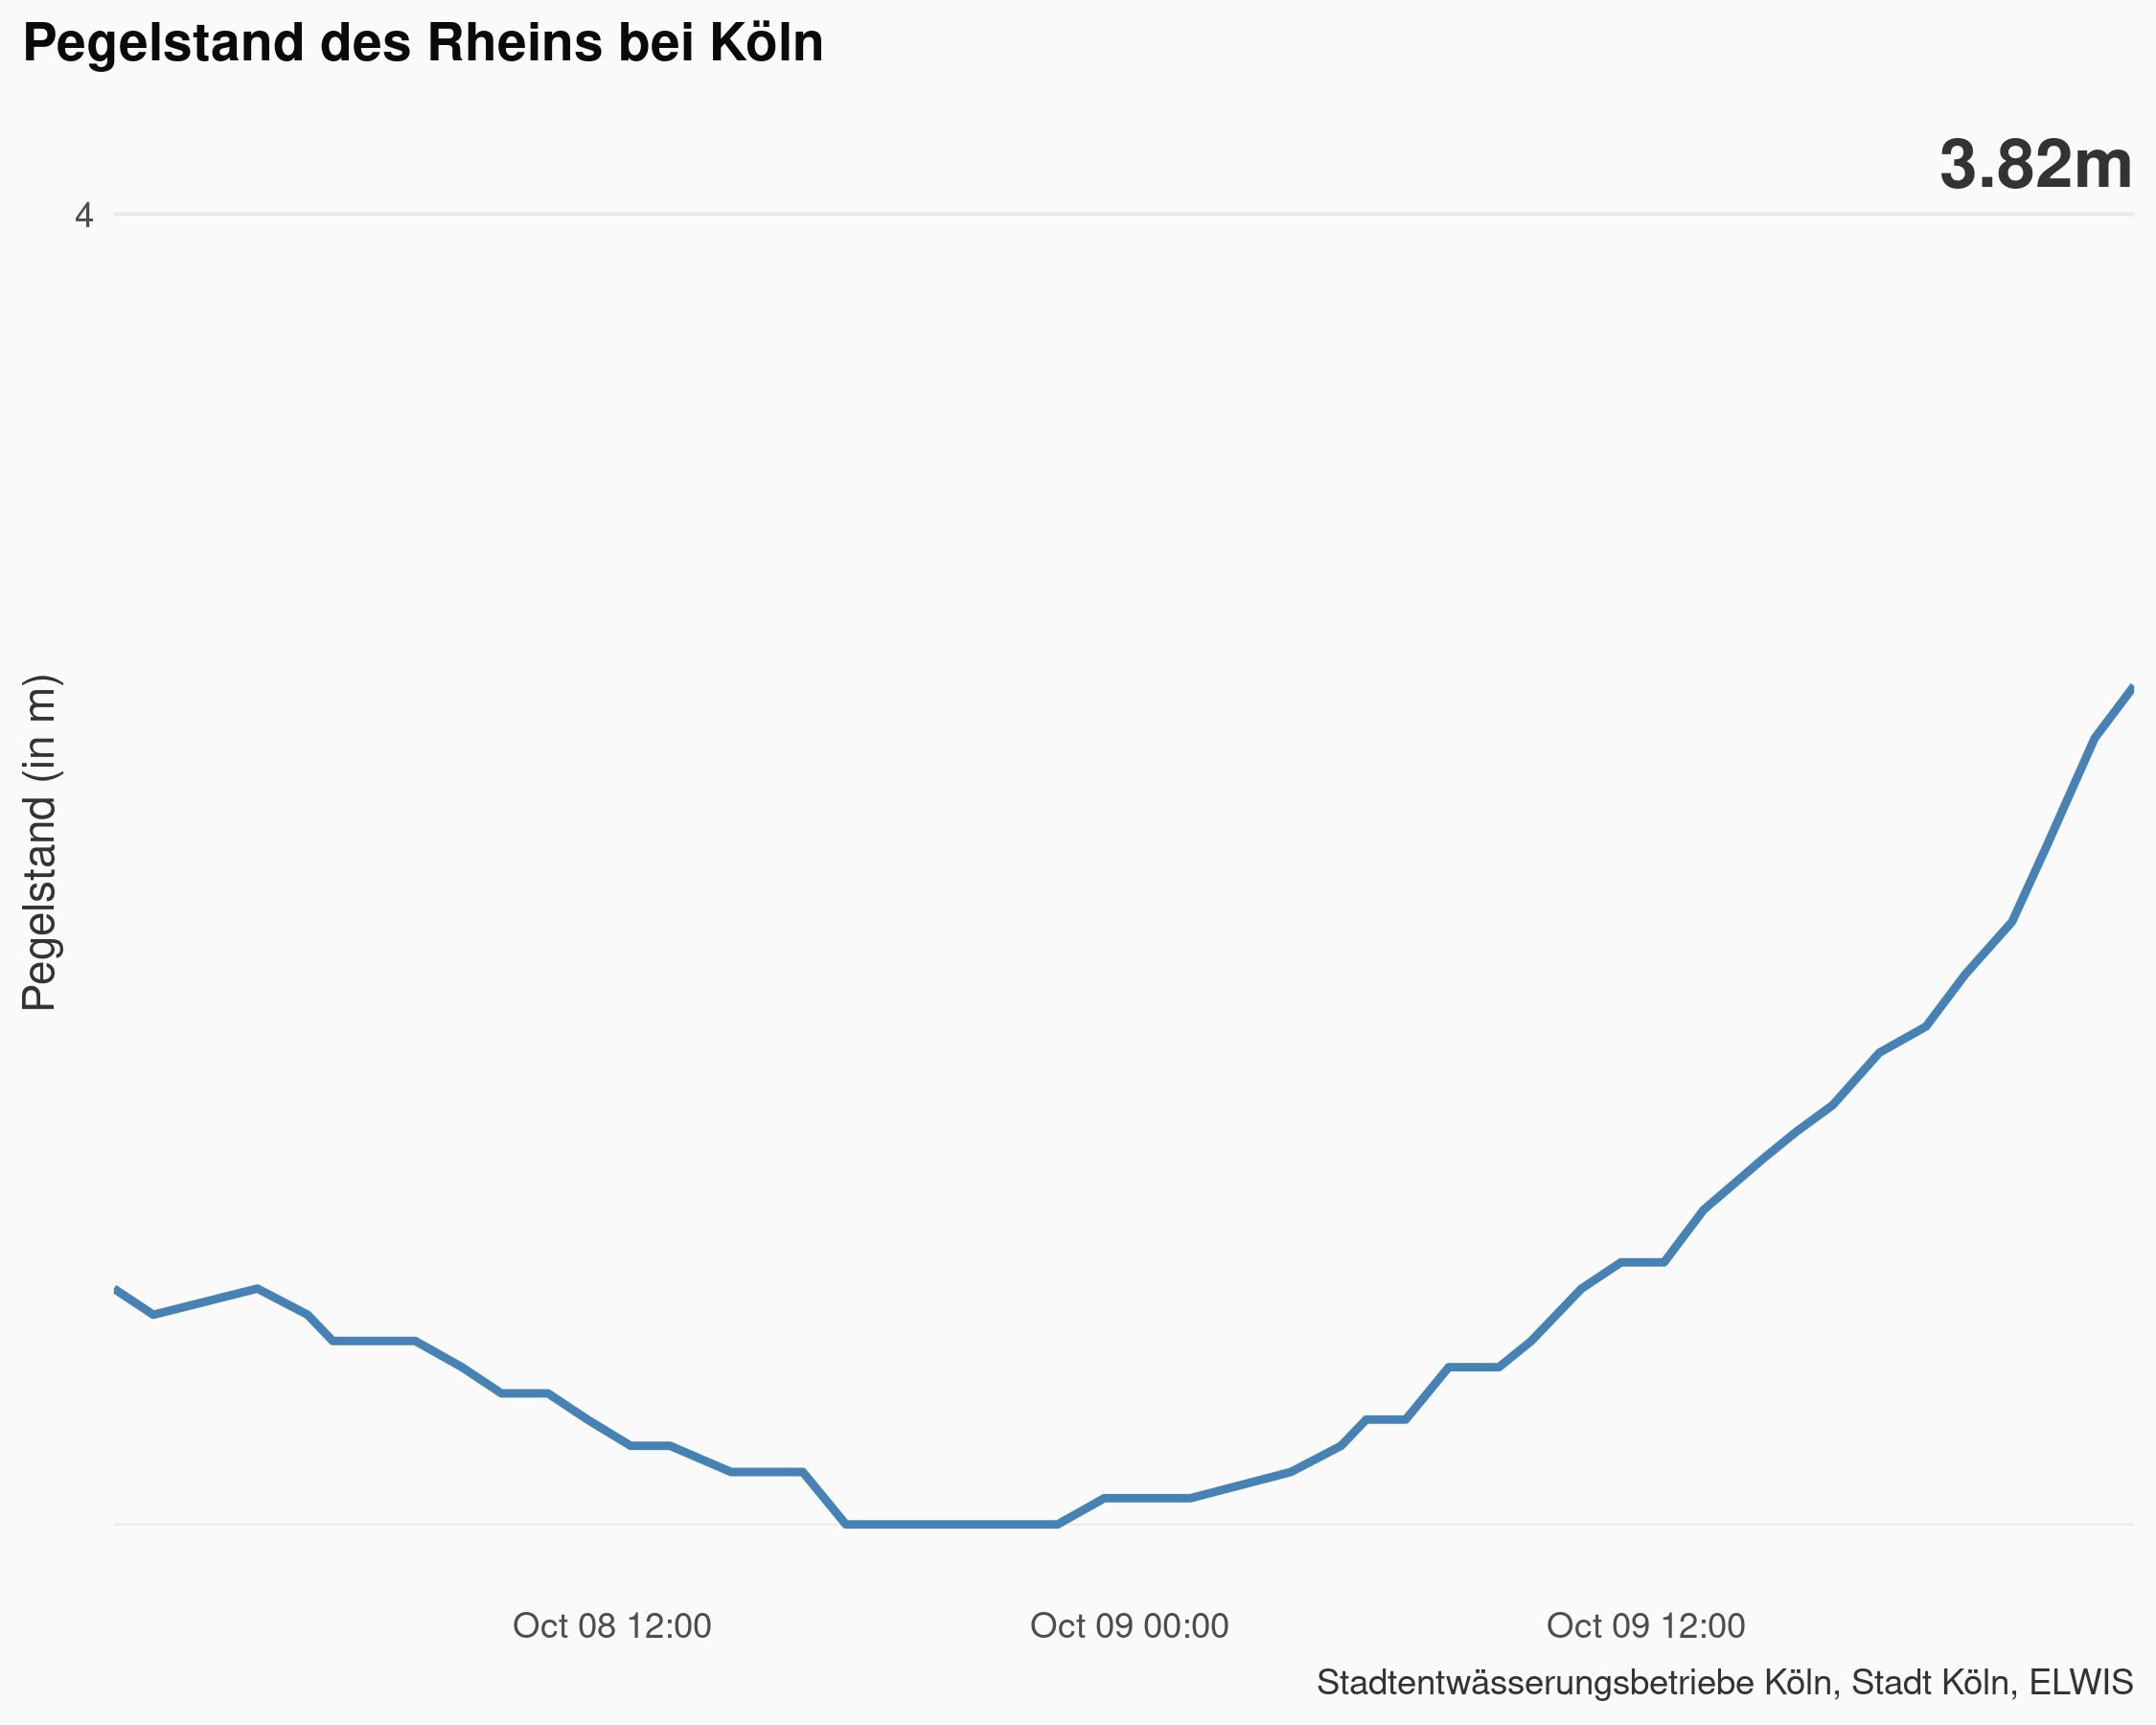 Pegelstand des Rheins bei Köln
3.82m
4
Pegelstand (in m)
Oct 08 12:00
Oct 09 00:00
Oct 09 12:00
Stadtentwässerungsbetriebe Köln, Stadt Köln, ELWIS